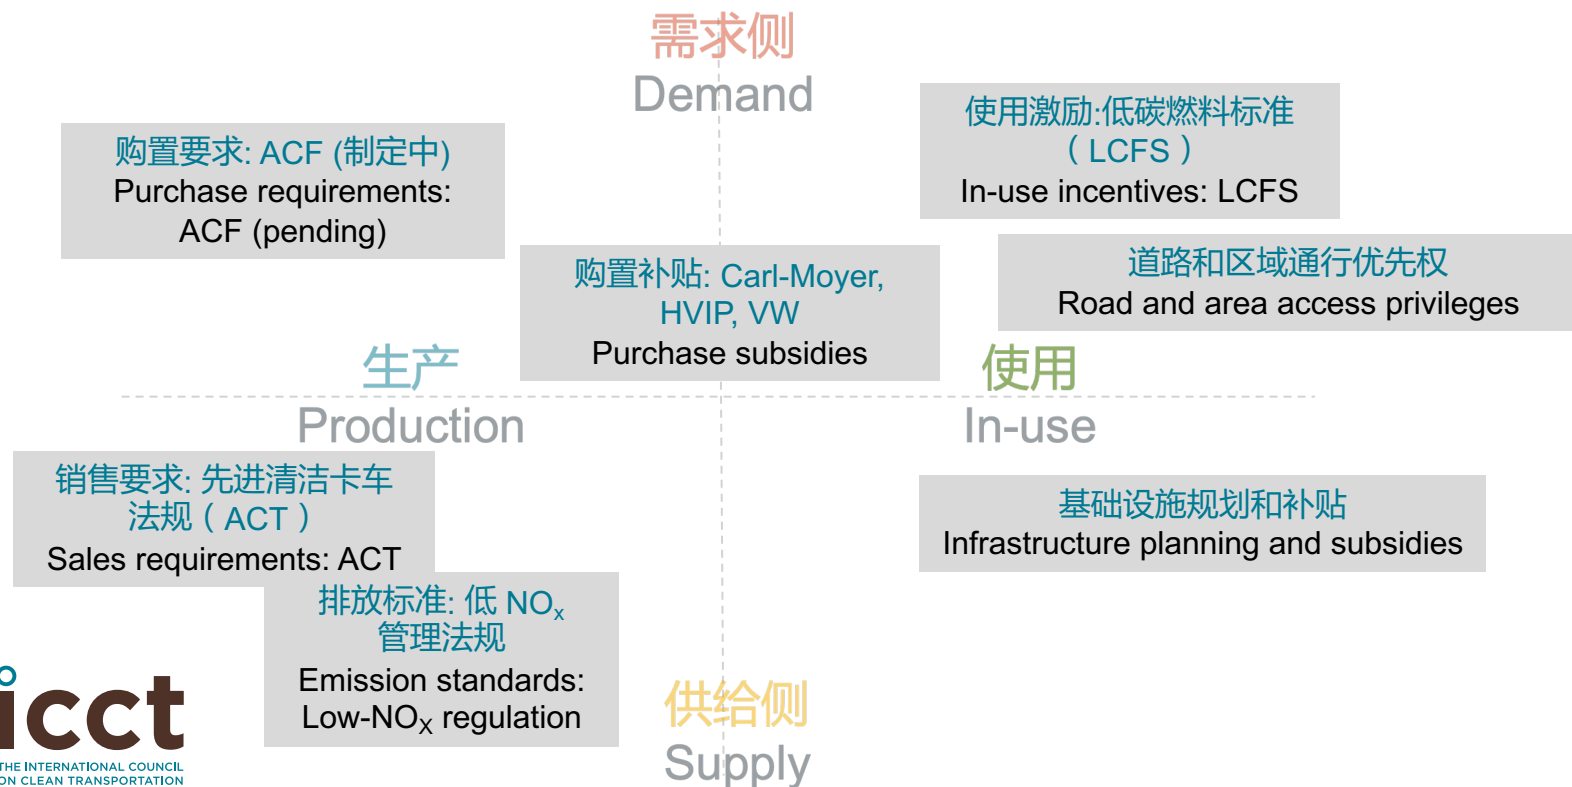 需求侧
Demand
购置要求: ACF (制定中)
Purchase requirements:
ACF (pending)
使用激励:低碳燃料标准
（ LCFS ）
In-use incentives: LCFS
购置补贴: Carl-Moyer,
HVIP, VW
Purchase subsidies
道路和区域通行优先权
Road and area access privileges
生产
Production
使用
In-use
销售要求: 先进清洁卡车
法规（ ACT ）
Sales requirements: ACT
基础设施规划和补贴
Infrastructure planning and subsidies
排放标准: 低 NOx
管理法规
Emission standards:
Low-NOX regulation
供给侧
Supply
icct
THE INTERNATIONAL COUNCIL
ON CLEAN TRANSPORTATION